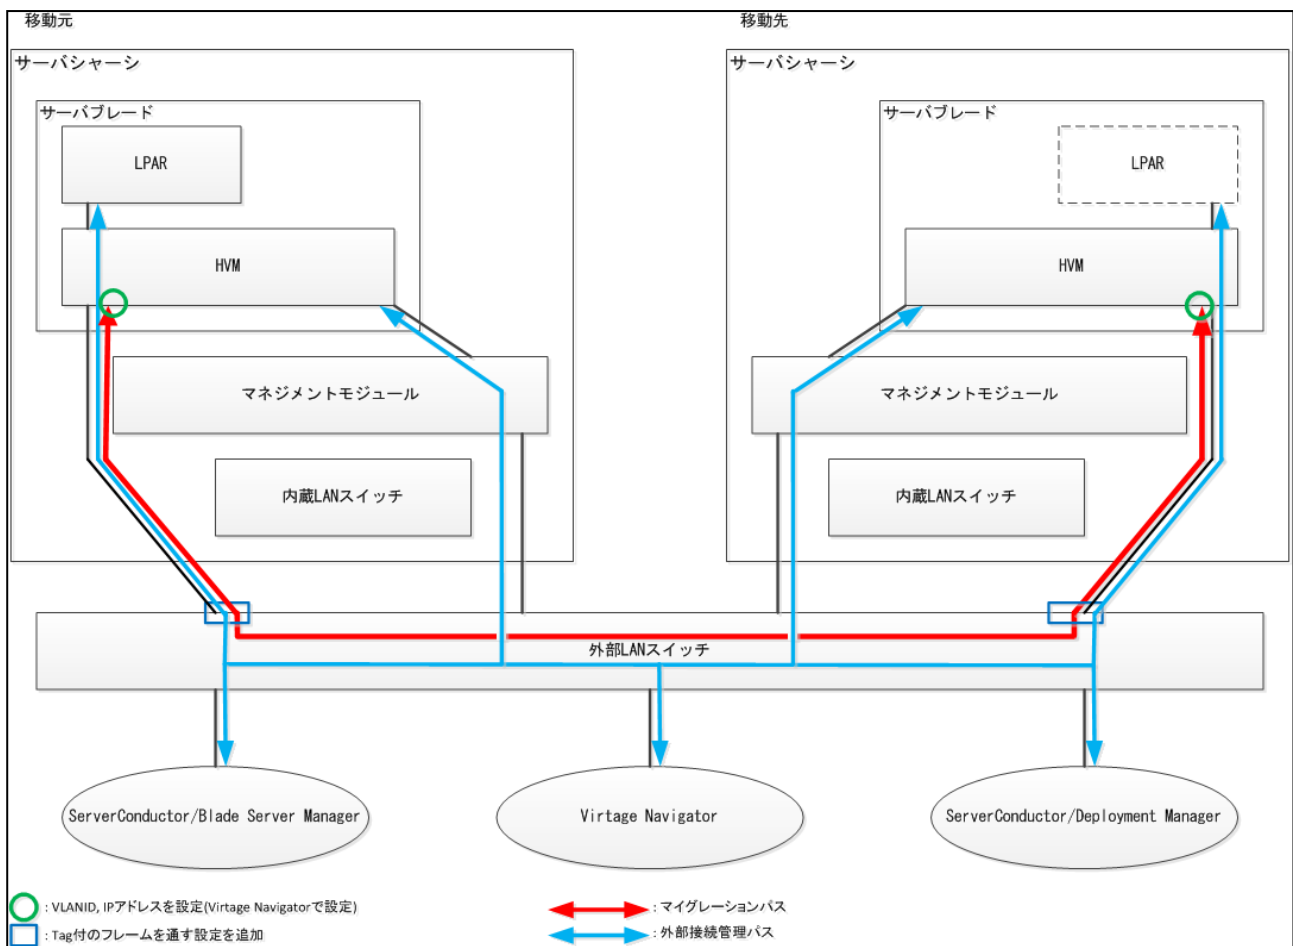 移動元
移動先
サーバシャーシ
サーバシャーシ
サーバブレード
サーバブレード
LPAR
LPAR
HVM
HVM
マネジメントモジュール
マネジメントモジュール
内蔵LANスイッチ
内蔵LANスイッチ
外部LANスイッチ
ServerConductor/Blade Server Manager
Virtage Navigator
ServerConductor/Deployment Manager
: VLANID, IPアドレスを設定(Virtage Navigatorで設定)
: マイグレーションパス
: Tag付のフレームを通す設定を追加
: 外部接続管理パス